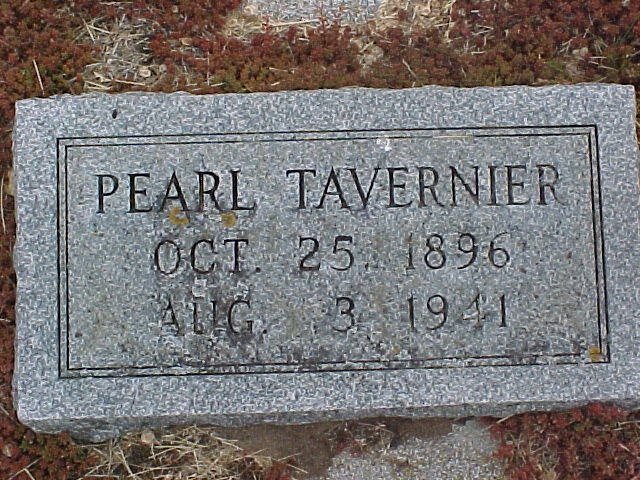 PEARL TAVERNIER
OCT. 25. 1896
AUG. 3 1941